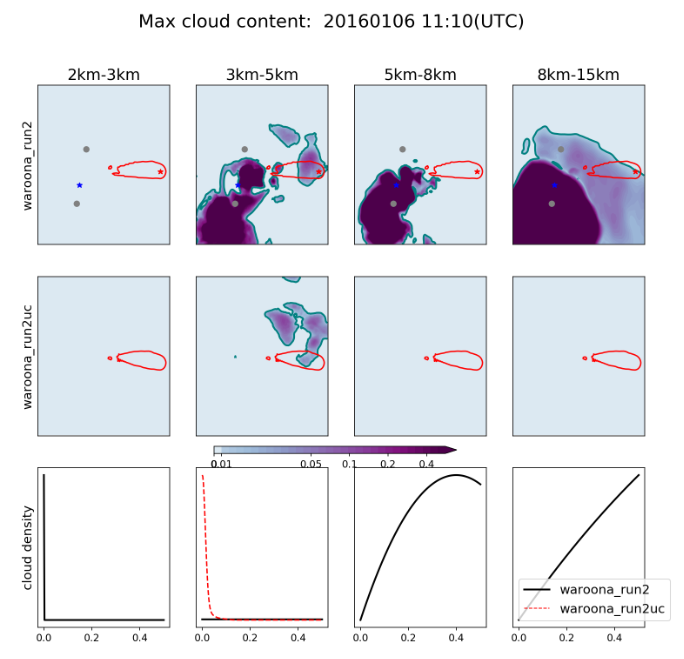 Max cloud content:  20160106 11:10(UTC)
2km-3km 3km-5km 5km-8km 8km-15km
waroona_run2
waroona_run2uc
0.01 0.05 0.1 0.2 0.4
cloud density
waroona_run2
waroona_run2uc
0.0 0.2 0.4 0.0 0.2 0.4 0.0 0.2 0.4 0.0 0.2 0.4